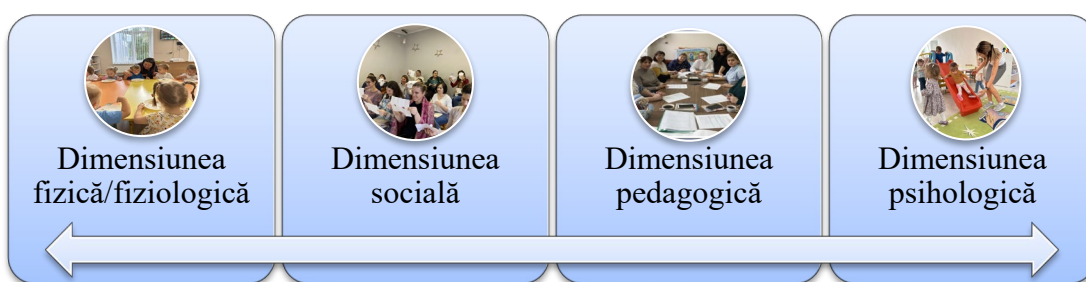 Dimensiunea
fizică/fiziologică
Dimensiunea
socială
Dimensiunea
pedagogică
Dimensiunea
psihologică